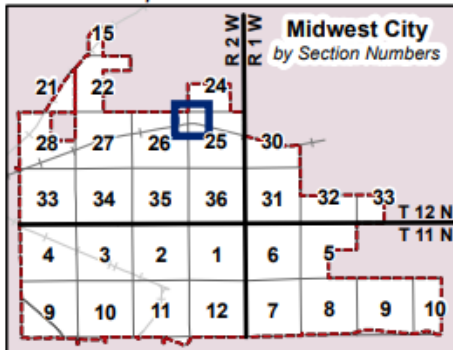 15
R 2 W
R 1 W
Midwest City
by Section Numbers
21 22 24
28 27 26 25 30
33 34 35 36 31 32 33
T 12 N
T 11 N
4 3 2 1 6 5
9 10 11 12 7 8 9 10